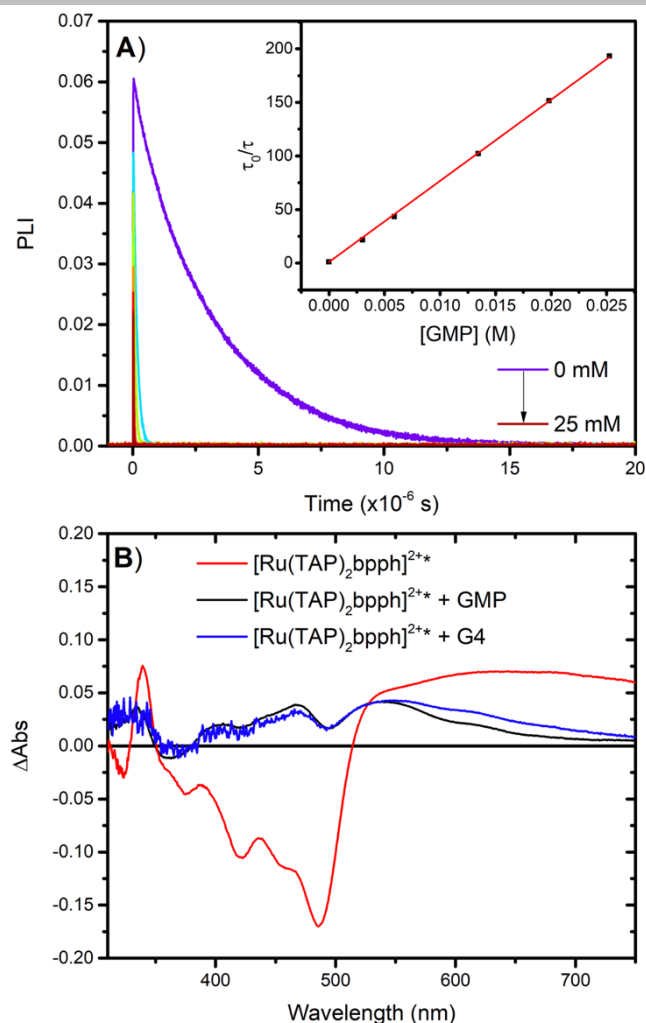 A)
0.07
0.06
0.05
0.04
0.03
0.02
0.01
0.00
PLI
0
5
10
15
20
Time (x10⁻⁶ s)
200
150
100
50
0
τ₀/τ
0.000 0.005 0.010 0.015 0.020 0.025
[GMP] (M)
0 mM
25 mM
B)
0.20
0.15
0.10
0.05
0.00
-0.05
-0.10
-0.15
-0.20
ΔAbs
[Ru(TAP)₂bpph]²⁺*
[Ru(TAP)₂bpph]²⁺* + GMP
[Ru(TAP)₂bpph]²⁺* + G4
400
500
600
700
Wavelength (nm)